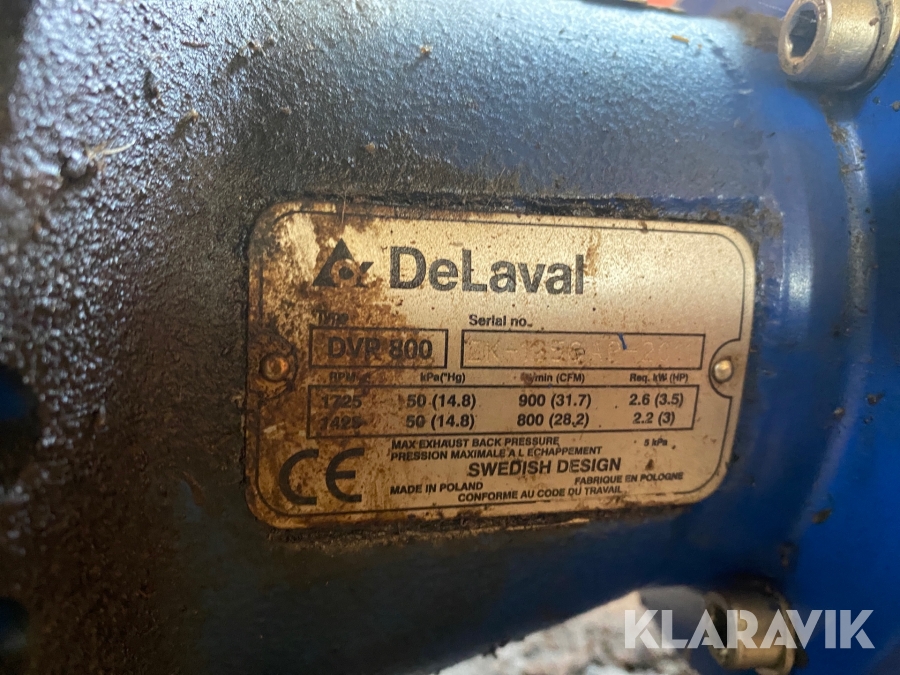 DeLaval
Type Serial no.
DVR 800
RPM kPa("Hg) l/min (CFM) Req. kW (HP)
1725 50 (14.8) 900 (31.7) 2.6 (3.5)
1425 50 (14.8) 800 (28.2) 2.2 (3)
MAX EXHAUST BACK PRESSURE 5 kPa
PRESSION MAXIMALE A L ECHAPPEMENT
CE SWEDISH DESIGN
MADE IN POLAND FABRIQUE EN POLOGNE
CONFORME AU CODE DU TRAVAIL
KLARAVIK